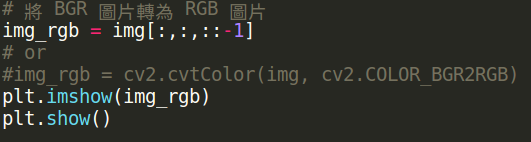 # 將 BGR 圖片轉為 RGB 圖片
img_rgb = img[:,:,::-1]
# or
#img_rgb = cv2.cvtColor(img, cv2.COLOR_BGR2RGB)
plt.imshow(img_rgb)
plt.show()